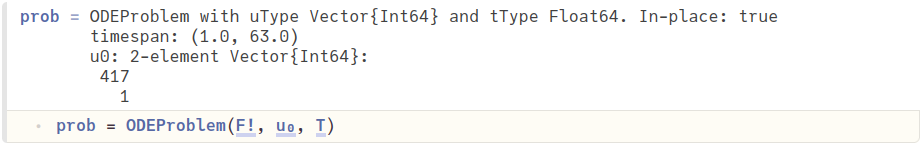 prob = ODEProblem with uType Vector{Int64} and tType Float64. In-place: true
timespan: (1.0, 63.0)
u0: 2-element Vector{Int64}:
417
1
prob = ODEProblem(F!, u₀, T)